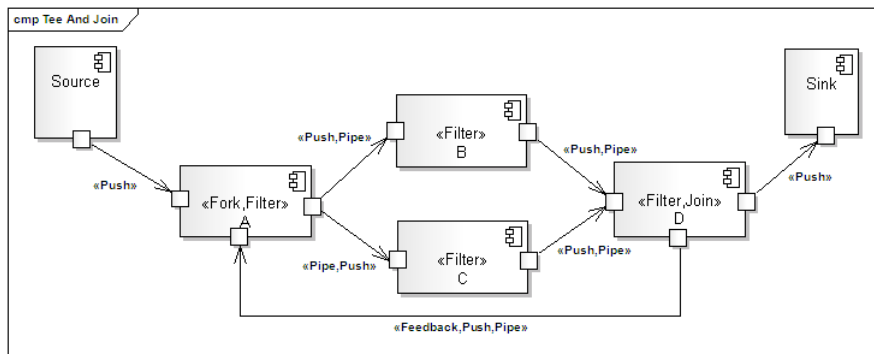 cmp Tee And Join
Source
Sink
«Push»
«Fork,Filter»
A
«Push,Pipe»
«Pipe,Push»
«Filter»
B
«Filter»
C
«Push,Pipe»
«Push,Pipe»
«Filter,Join»
D
«Push»
«Feedback,Push,Pipe»